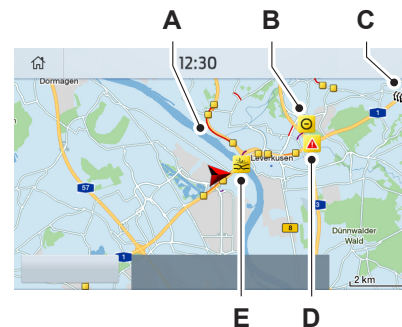 A
B
C
12:30
Dormagen
1
Leverkusen
57
3
8
Dünnwalder
Wald
1
2 km
E
D